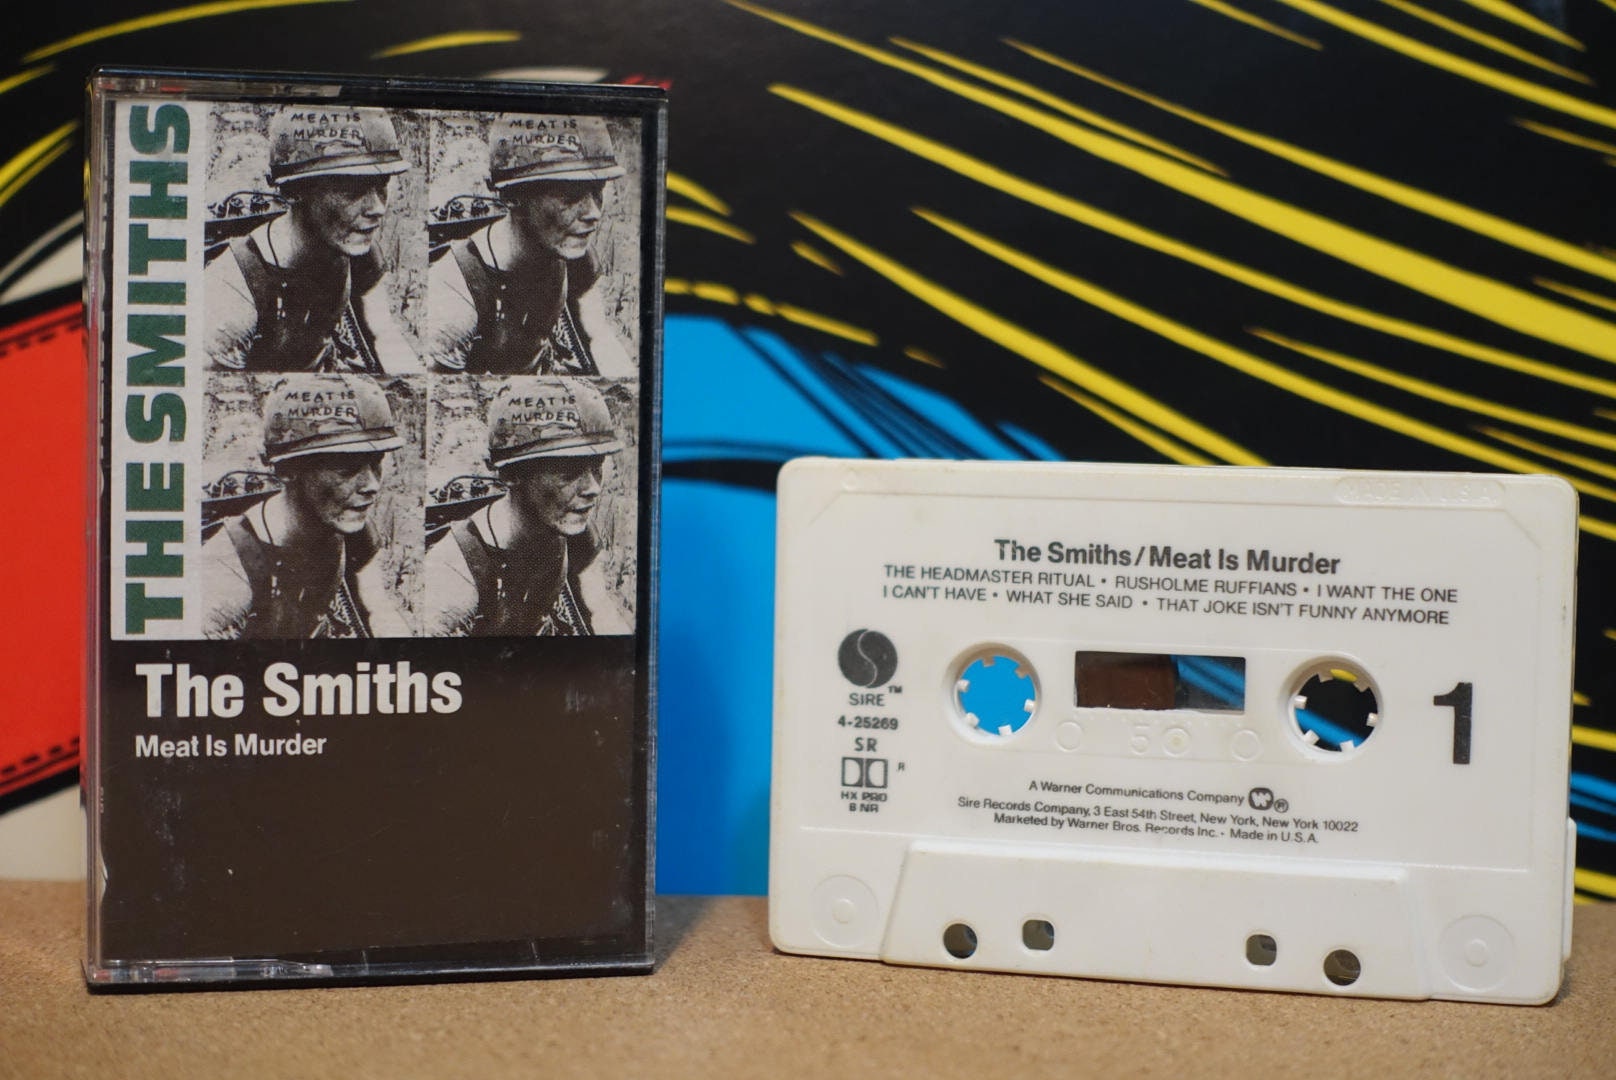 THE SMITHS
MEAT IS
MURDER
MEAT IS
MURDER
MEAT IS
MURDER
MEAT IS
MURDER
The Smiths
Meat Is Murder
MADE IN U.S.A.
The Smiths/Meat Is Murder
THE HEADMASTER RITUAL • RUSHOLME RUFFIANS • I WANT THE ONE
I CAN'T HAVE • WHAT SHE SAID • THAT JOKE ISN'T FUNNY ANYMORE
S
SIRE™
4-25269
SR
R
HX PRO
B NR
50
1
A Warner Communications Company W®
Sire Records Company, 3 East 54th Street, New York, New York 10022
Marketed by Warner Bros. Records Inc. • Made in U.S.A.